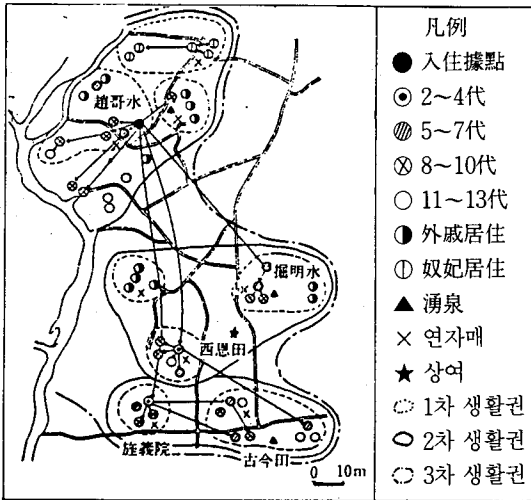 趙哥水
掘明水
西恩田
旌義院
古今田
0 10m
凡例
入住據點
2~4代
5~7代
8~10代
11~13代
外戚居住
奴妃居住
湧泉
연자매
상여
1차 생활권
2차 생활권
3차 생활권